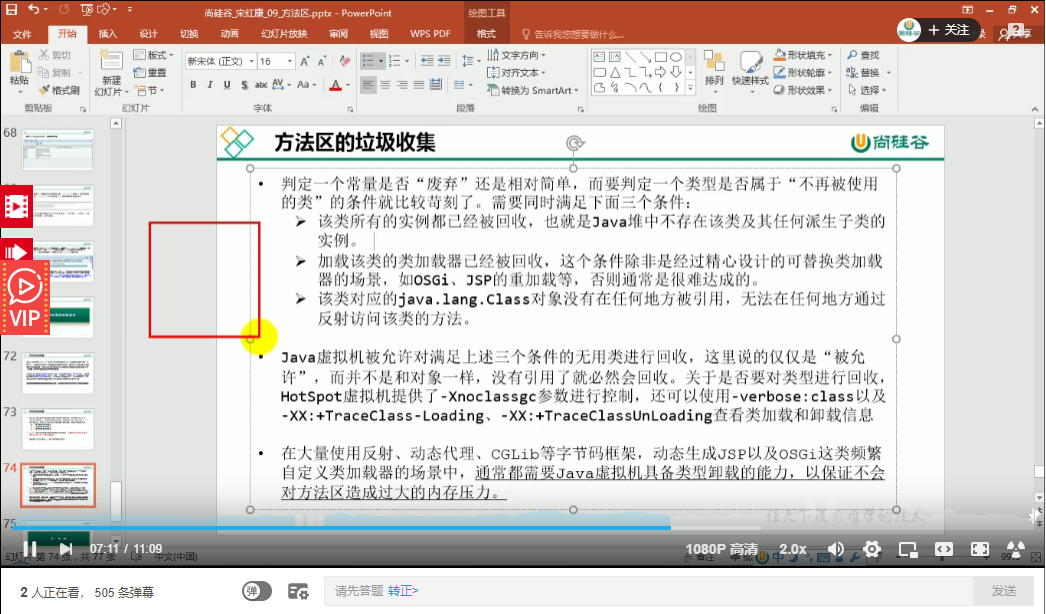 尚硅谷_宋红康_09_方法区.pptx - PowerPoint
绘图工具
文件 开始 插入 设计 切换 动画 幻灯片放映 审阅 视图 WPS PDF 格式 告诉我您想要做什么...
+ 关注
粘贴
剪切
复制
格式刷
剪贴板
新建
幻灯片
版式
重置
节
幻灯片
新宋体 (正文) 16
B I U S abc AV Aa A
字体
文字方向
对齐文本
转换为 SmartArt
段落
排列
快速样式
形状填充
形状轮廓
形状效果
绘图
查找
替换
选择
编辑
68
72
73
74
75
VIP
方法区的垃圾收集
尚硅谷
• 判定一个常量是否“废弃”还是相对简单，而要判定一个类型是否属于“不再被使用
的类”的条件就比较苛刻了。需要同时满足下面三个条件：
➢ 该类所有的实例都已经被回收，也就是Java堆中不存在该类及其任何派生子类的
实例。
➢ 加载该类的类加载器已经被回收，这个条件除非是经过精心设计的可替换类加载
器的场景，如OSGi、JSP的重加载等，否则通常是很难达成的。
➢ 该类对应的java.lang.Class对象没有在任何地方被引用，无法在任何地方通过
反射访问该类的方法。
• Java虚拟机被允许对满足上述三个条件的无用类进行回收，这里说的仅仅是“被允
许”，而并不是和对象一样，没有引用了就必然会回收。关于是否要对类型进行回收，
HotSpot虚拟机提供了-Xnoclassgc参数进行控制，还可以使用-verbose:class以及
-XX:+TraceClass-Loading、-XX:+TraceClassUnLoading查看类加载和卸载信息
• 在大量使用反射、动态代理、CGLib等字节码框架，动态生成JSP以及OSGi这类频繁
自定义类加载器的场景中，通常都需要Java虚拟机具备类型卸载的能力，以保证不会
对方法区造成过大的内存压力。
让天下没有难学的技术
幻灯片 第 74 张，共 77 张 中文(中国)
07:11 / 11:09
1080P 高清 2.0x
2 人正在看， 505 条弹幕
弹
请先答题 转正>
发送